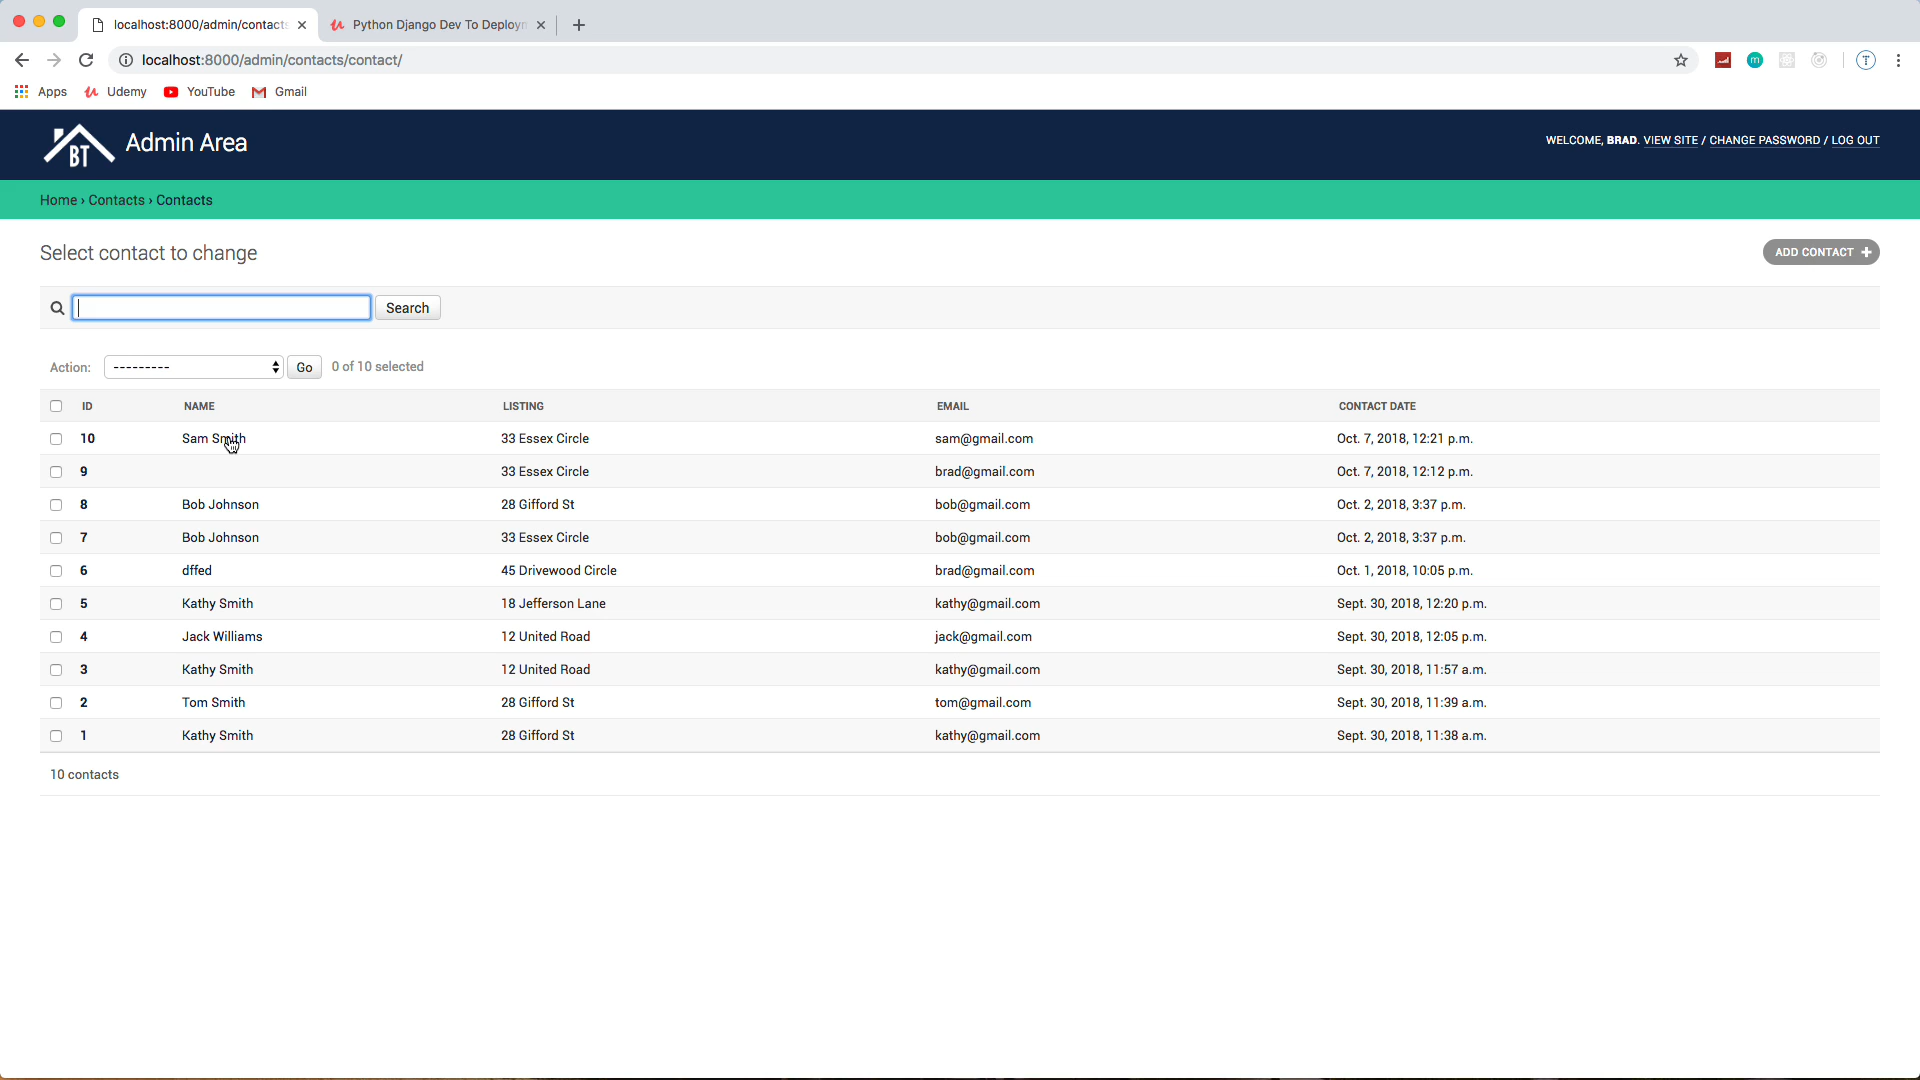 localhost:8000/admin/contacts
Python Django Dev To Deploym
localhost:8000/admin/contacts/contact/
m
T
Apps
Udemy
YouTube
Gmail
BT
Admin Area
WELCOME, BRAD. VIEW SITE / CHANGE PASSWORD / LOG OUT
Home › Contacts › Contacts
Select contact to change
ADD CONTACT +
Search
Action: --------- Go 0 of 10 selected
ID NAME LISTING EMAIL CONTACT DATE
10 Sam Smith 33 Essex Circle sam@gmail.com Oct. 7, 2018, 12:21 p.m.
9 33 Essex Circle brad@gmail.com Oct. 7, 2018, 12:12 p.m.
8 Bob Johnson 28 Gifford St bob@gmail.com Oct. 2, 2018, 3:37 p.m.
7 Bob Johnson 33 Essex Circle bob@gmail.com Oct. 2, 2018, 3:37 p.m.
6 dffed 45 Drivewood Circle brad@gmail.com Oct. 1, 2018, 10:05 p.m.
5 Kathy Smith 18 Jefferson Lane kathy@gmail.com Sept. 30, 2018, 12:20 p.m.
4 Jack Williams 12 United Road jack@gmail.com Sept. 30, 2018, 12:05 p.m.
3 Kathy Smith 12 United Road kathy@gmail.com Sept. 30, 2018, 11:57 a.m.
2 Tom Smith 28 Gifford St tom@gmail.com Sept. 30, 2018, 11:39 a.m.
1 Kathy Smith 28 Gifford St kathy@gmail.com Sept. 30, 2018, 11:38 a.m.
10 contacts